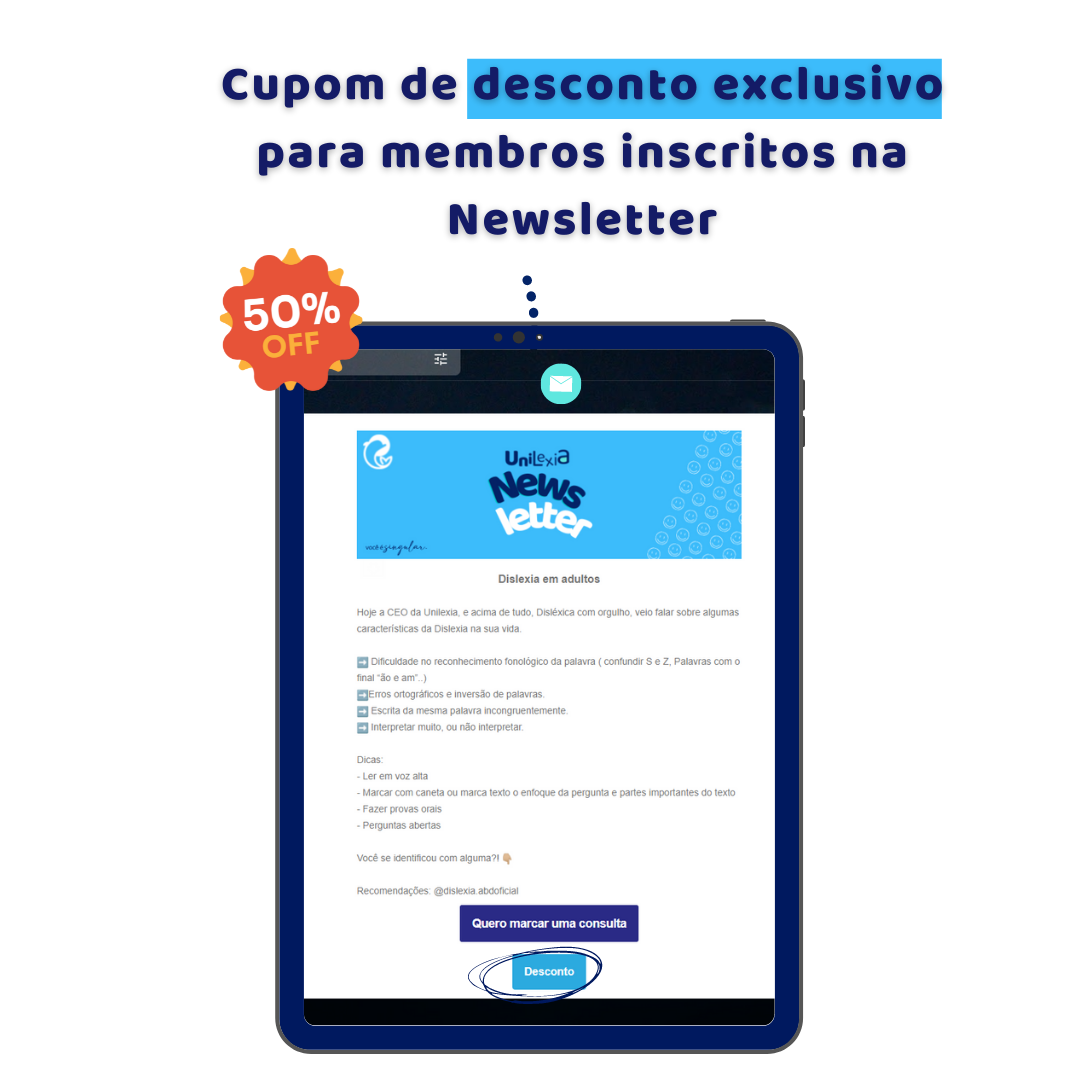 Cupom de desconto exclusivo
para membros inscritos na
Newsletter
50%
OFF
UniLexia
News
letter
você é singular
Dislexia em adultos
Hoje a CEO da Unilexia, e acima de tudo, Disléxica com orgulho, veio falar sobre algumas
características da Dislexia na sua vida.
➡️ Dificuldade no reconhecimento fonológico da palavra ( confundir S e Z, Palavras com o
final “ão e am”..)
➡️Erros ortográficos e inversão de palavras.
➡️ Escrita da mesma palavra incongruentemente.
➡️ Interpretar muito, ou não interpretar.
Dicas:
- Ler em voz alta
- Marcar com caneta ou marca texto o enfoque da pergunta e partes importantes do texto
- Fazer provas orais
- Perguntas abertas
Você se identificou com alguma?! 👇🏼
Recomendações: @dislexia.abdoficial
Quero marcar uma consulta
Desconto